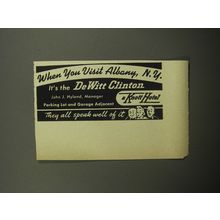 When You Visit Albany, N.Y.
It's the DeWitt Clinton
John J. Hyland, Manager
A Knott Hotel
Parking Lot and Garage Adjacent
They all speak well of it